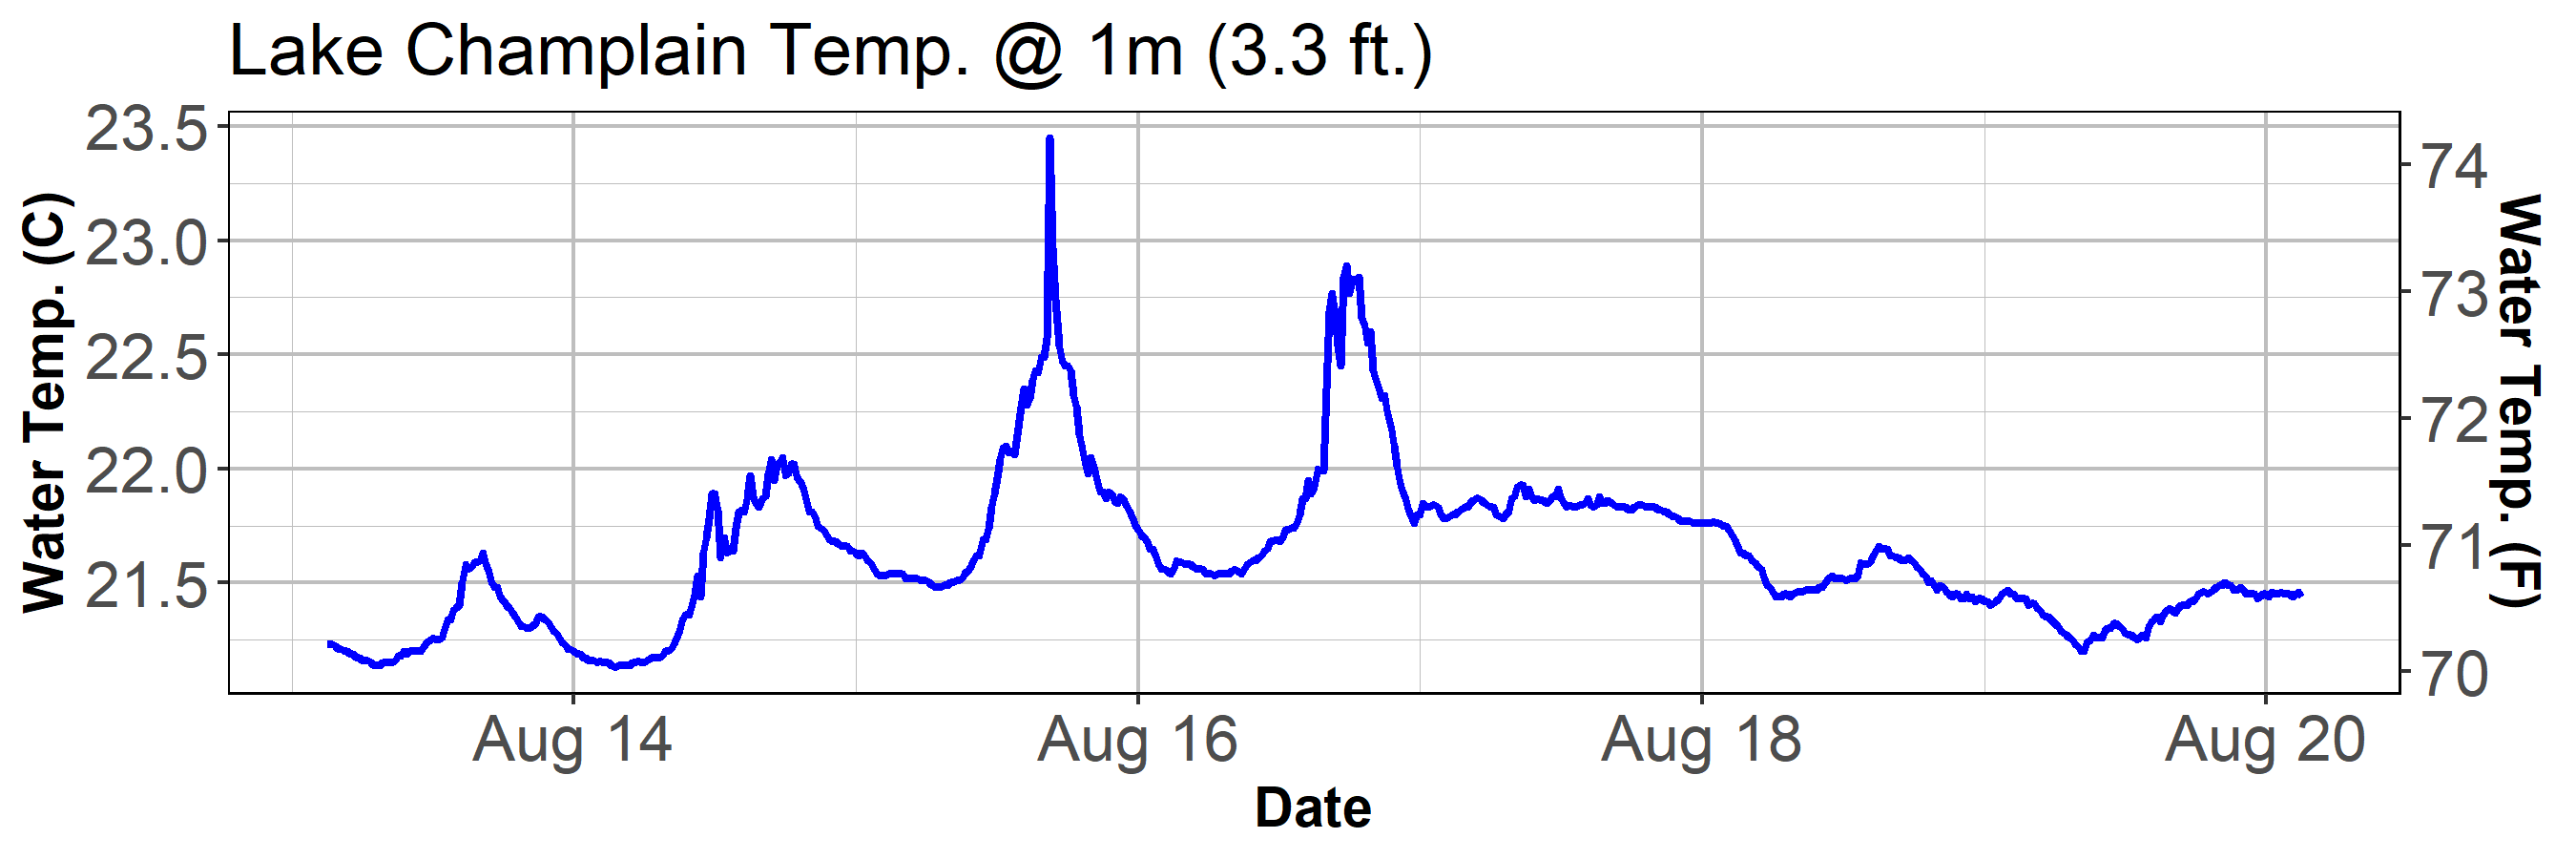 Lake Champlain Temp. @ 1m (3.3 ft.)
Water Temp. (C)
23.5
23.0
22.5
22.0
21.5
74
73
72
71
70
Water Temp. (F)
Aug 14
Aug 16
Aug 18
Aug 20
Date